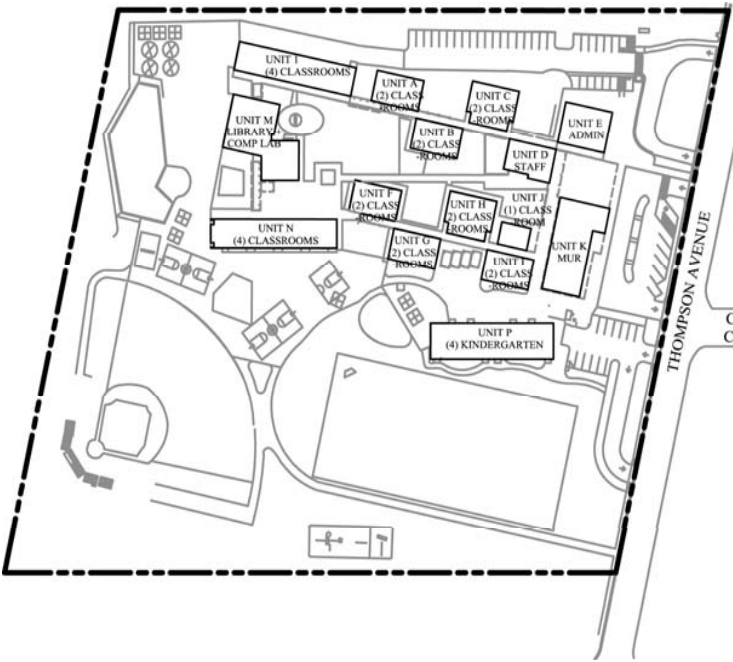 UNIT 1
(4) CLASSROOMS
UNIT A
(2) CLASS
-ROOMS
UNIT C
(2) CLASS
-ROOMS
UNIT M
LIBRARY +
COMP LAB
UNIT B
(2) CLASS
-ROOMS
UNIT E
ADMIN
UNIT D
STAFF
UNIT F
(2) CLASS
-ROOMS
UNIT H
(2) CLASS
-ROOMS
UNIT J
(1) CLASS
-ROOM
UNIT N
(4) CLASSROOMS
UNIT G
(2) CLASS
-ROOMS
UNIT I
(2) CLASS
-ROOMS
UNIT K
MUR
UNIT P
(4) KINDERGARTEN
THOMPSON AVENUE
C
C